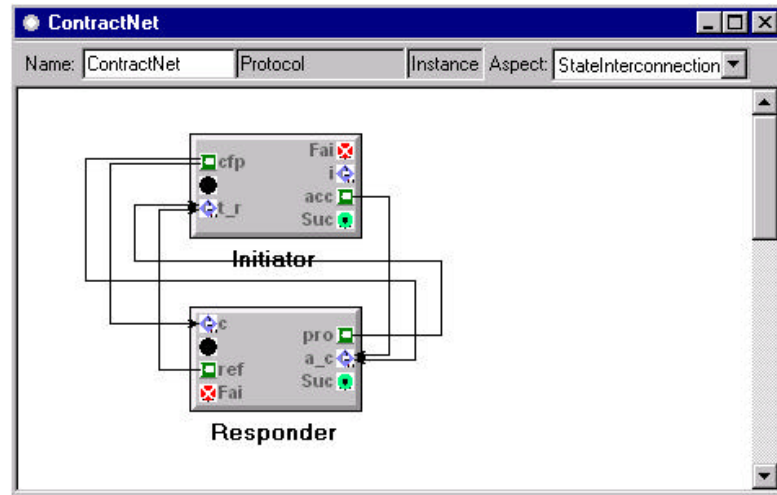 ContractNet
Name: ContractNet Protocol Instance Aspect: StateInterconnection
cfp Fai
i
t_r acc
Suc
Initiator
c pro
ref a_c
Fai Suc
Responder